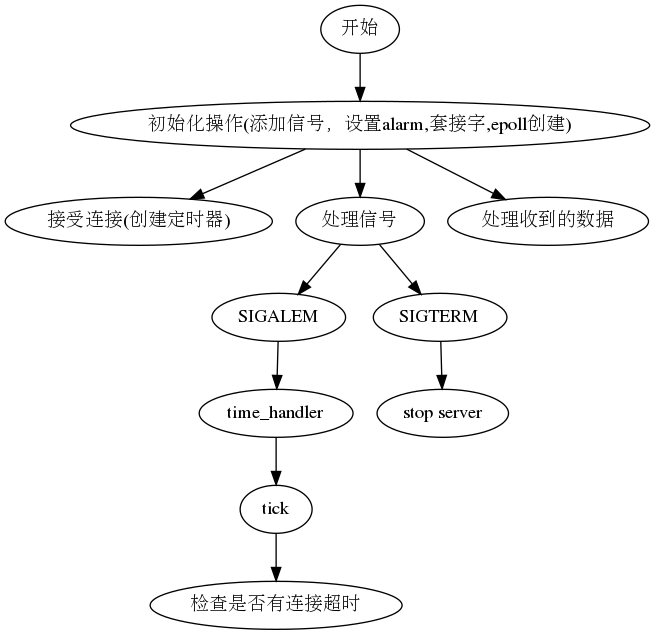 开始
初始化操作(添加信号，设置alarm,套接字,epoll创建)
接受连接(创建定时器)
处理信号
处理收到的数据
SIGALEM
SIGTERM
time_handler
stop server
tick
检查是否有连接超时